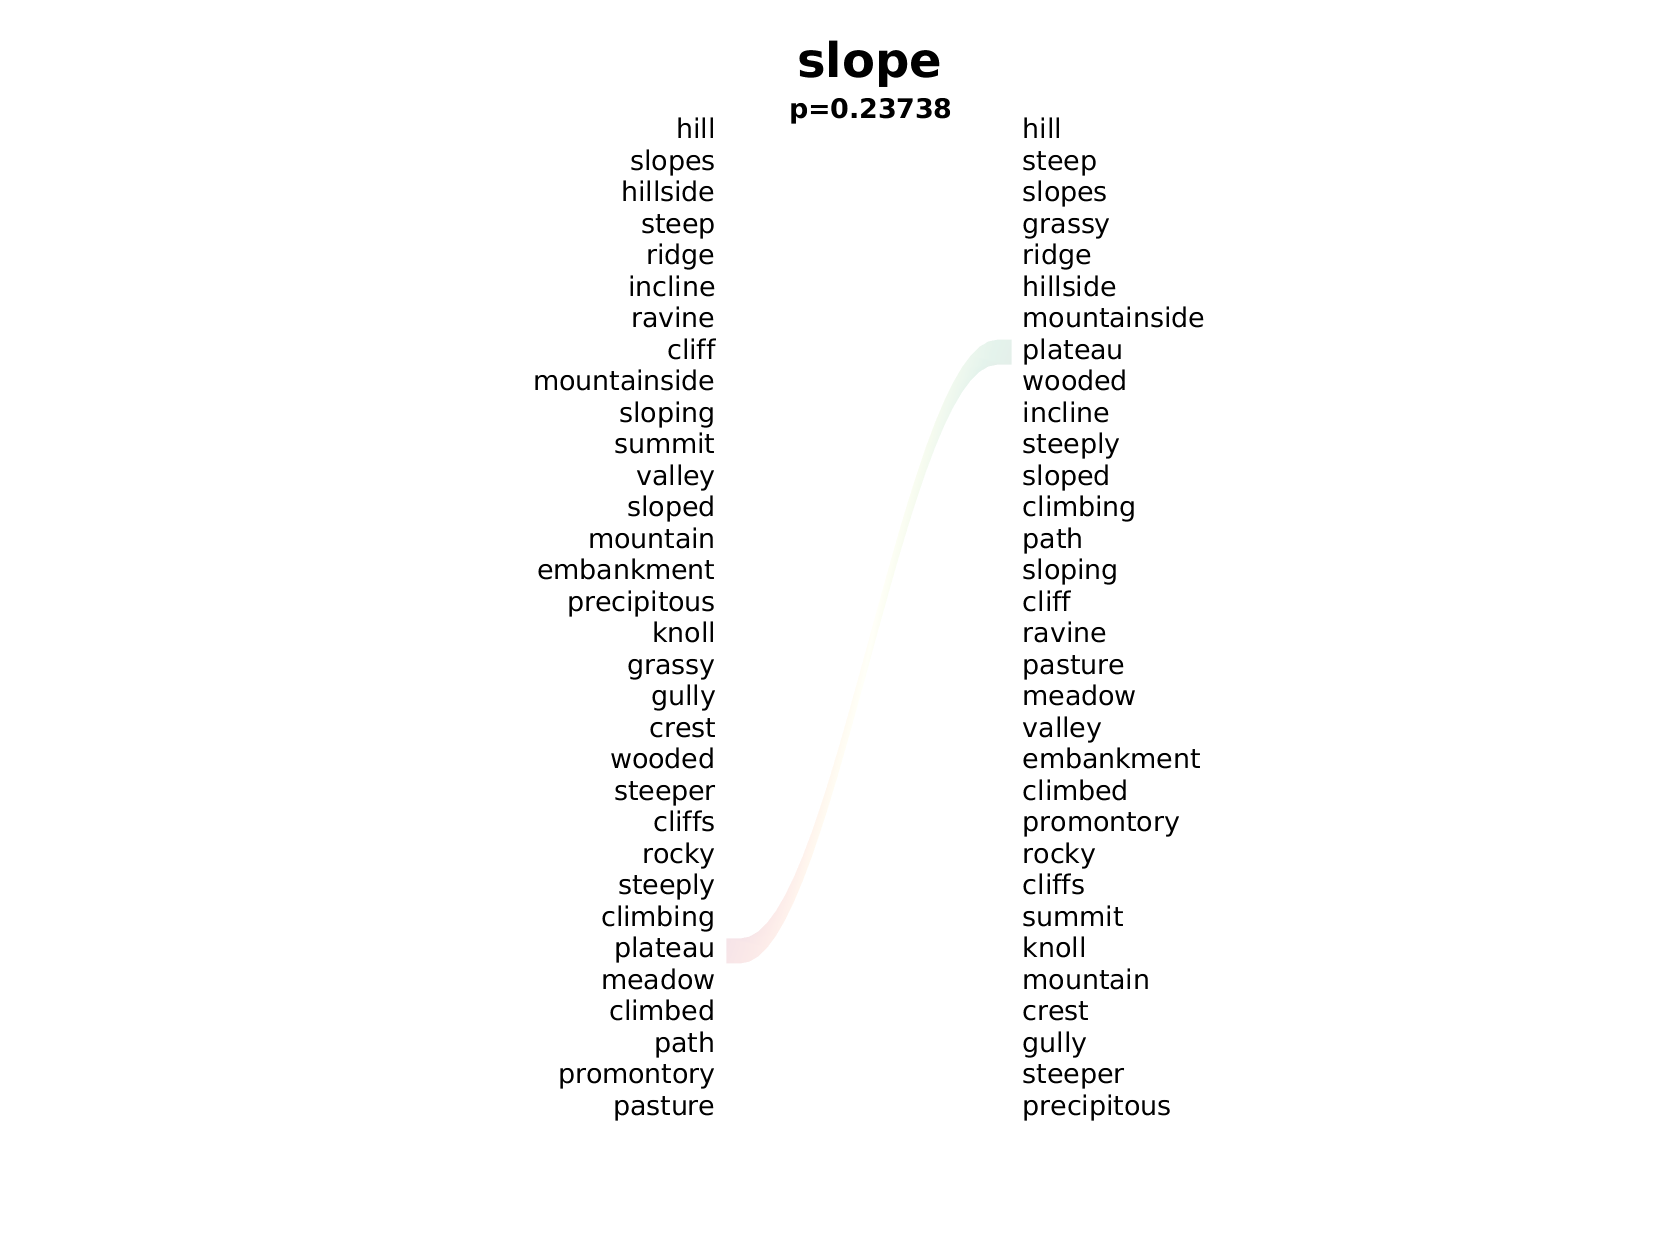 slope
p=0.23738
hill hill
slopes steep
hillside slopes
steep grassy
ridge ridge
incline hillside
ravine mountainside
cliff plateau
mountainside wooded
sloping incline
summit steeply
valley sloped
sloped climbing
mountain path
embankment sloping
precipitous cliff
knoll ravine
grassy pasture
gully meadow
crest valley
wooded embankment
steeper climbed
cliffs promontory
rocky rocky
steeply cliffs
climbing summit
plateau knoll
meadow mountain
climbed crest
path gully
promontory steeper
pasture precipitous